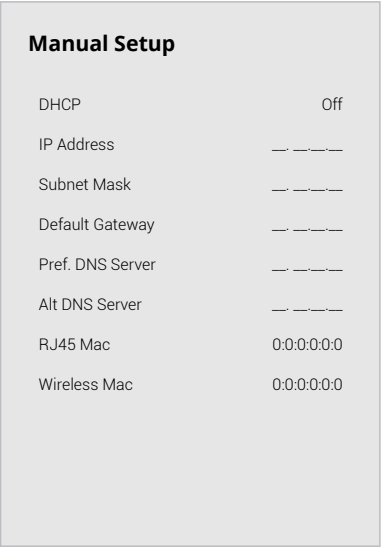 Manual Setup
DHCP Off
IP Address __. __.__.__
Subnet Mask __. __.__.__
Default Gateway __. __.__.__
Pref. DNS Server __. __.__.__
Alt DNS Server __. __.__.__
RJ45 Mac 0:0:0:0:0:0
Wireless Mac 0:0:0:0:0:0